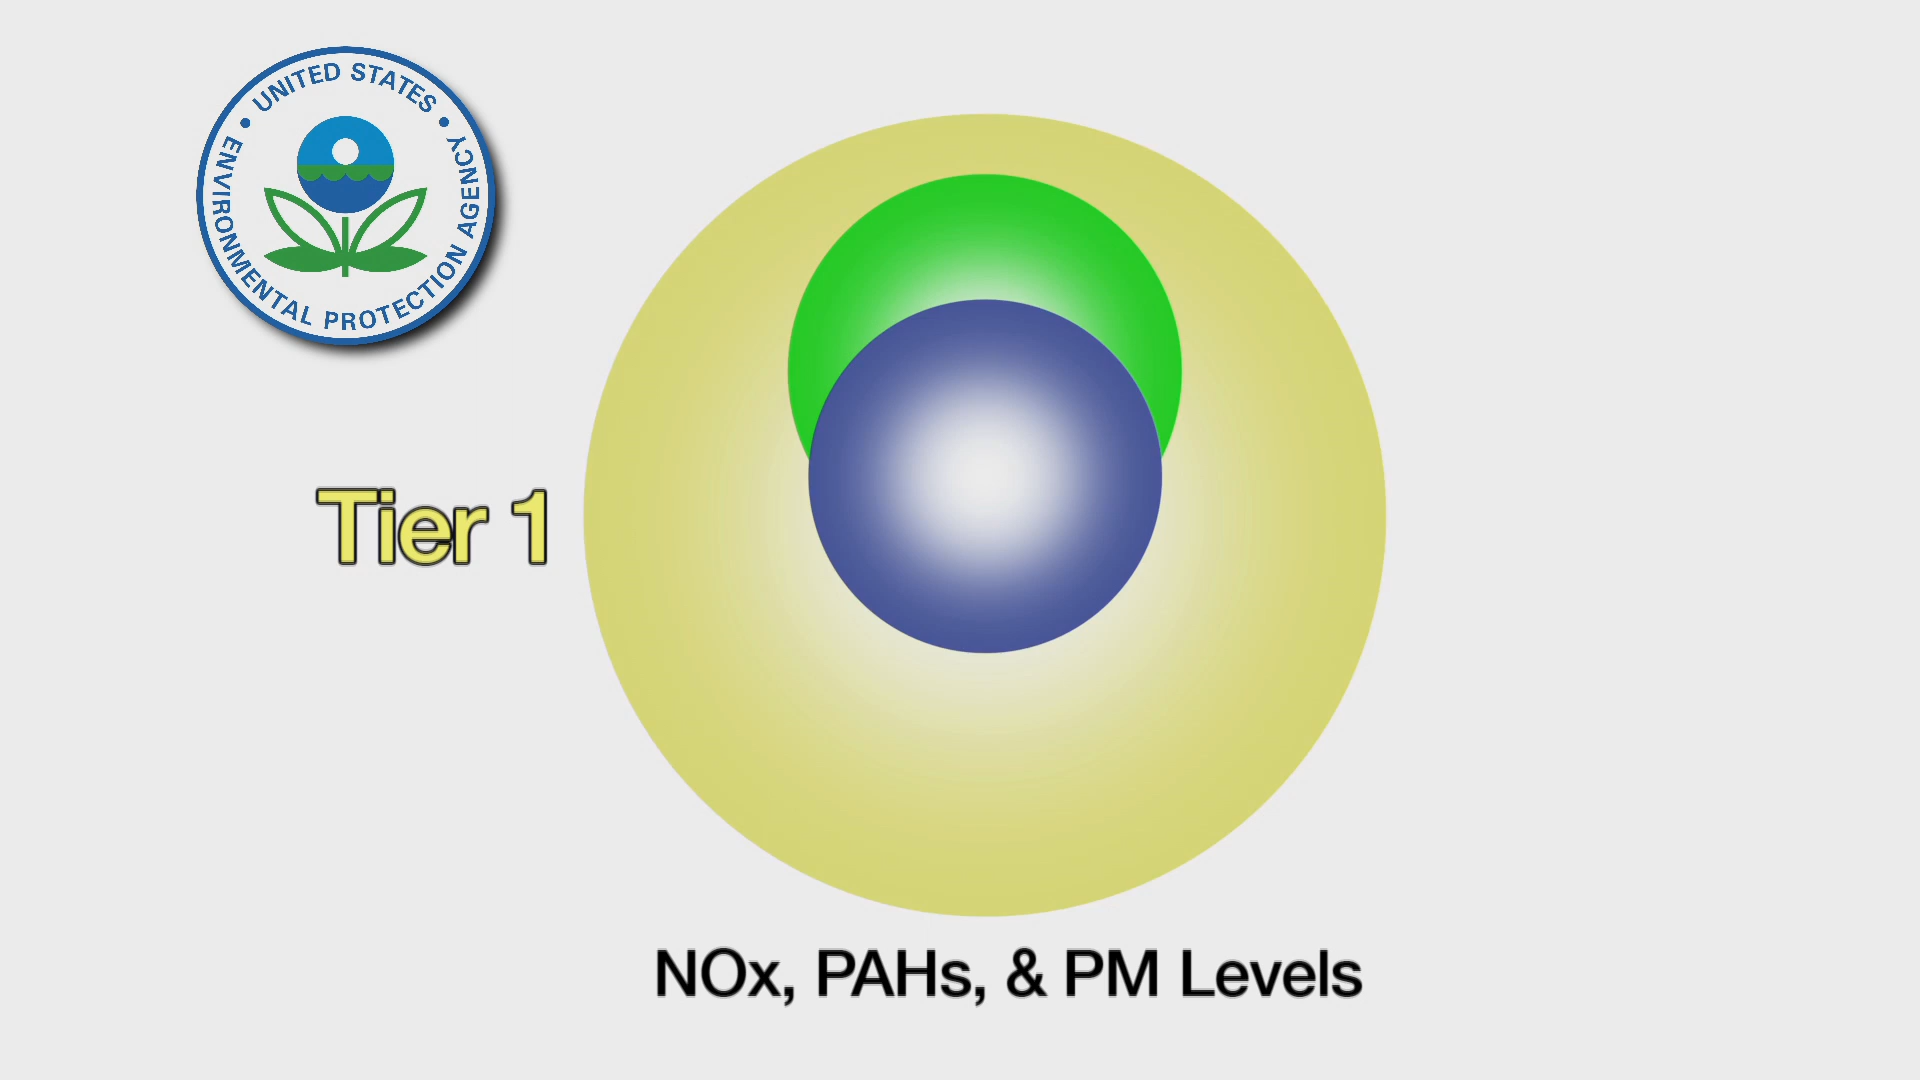 UNITED STATES
ENVIRONMENTAL PROTECTION AGENCY
Tier 1
NOx, PAHs, & PM Levels